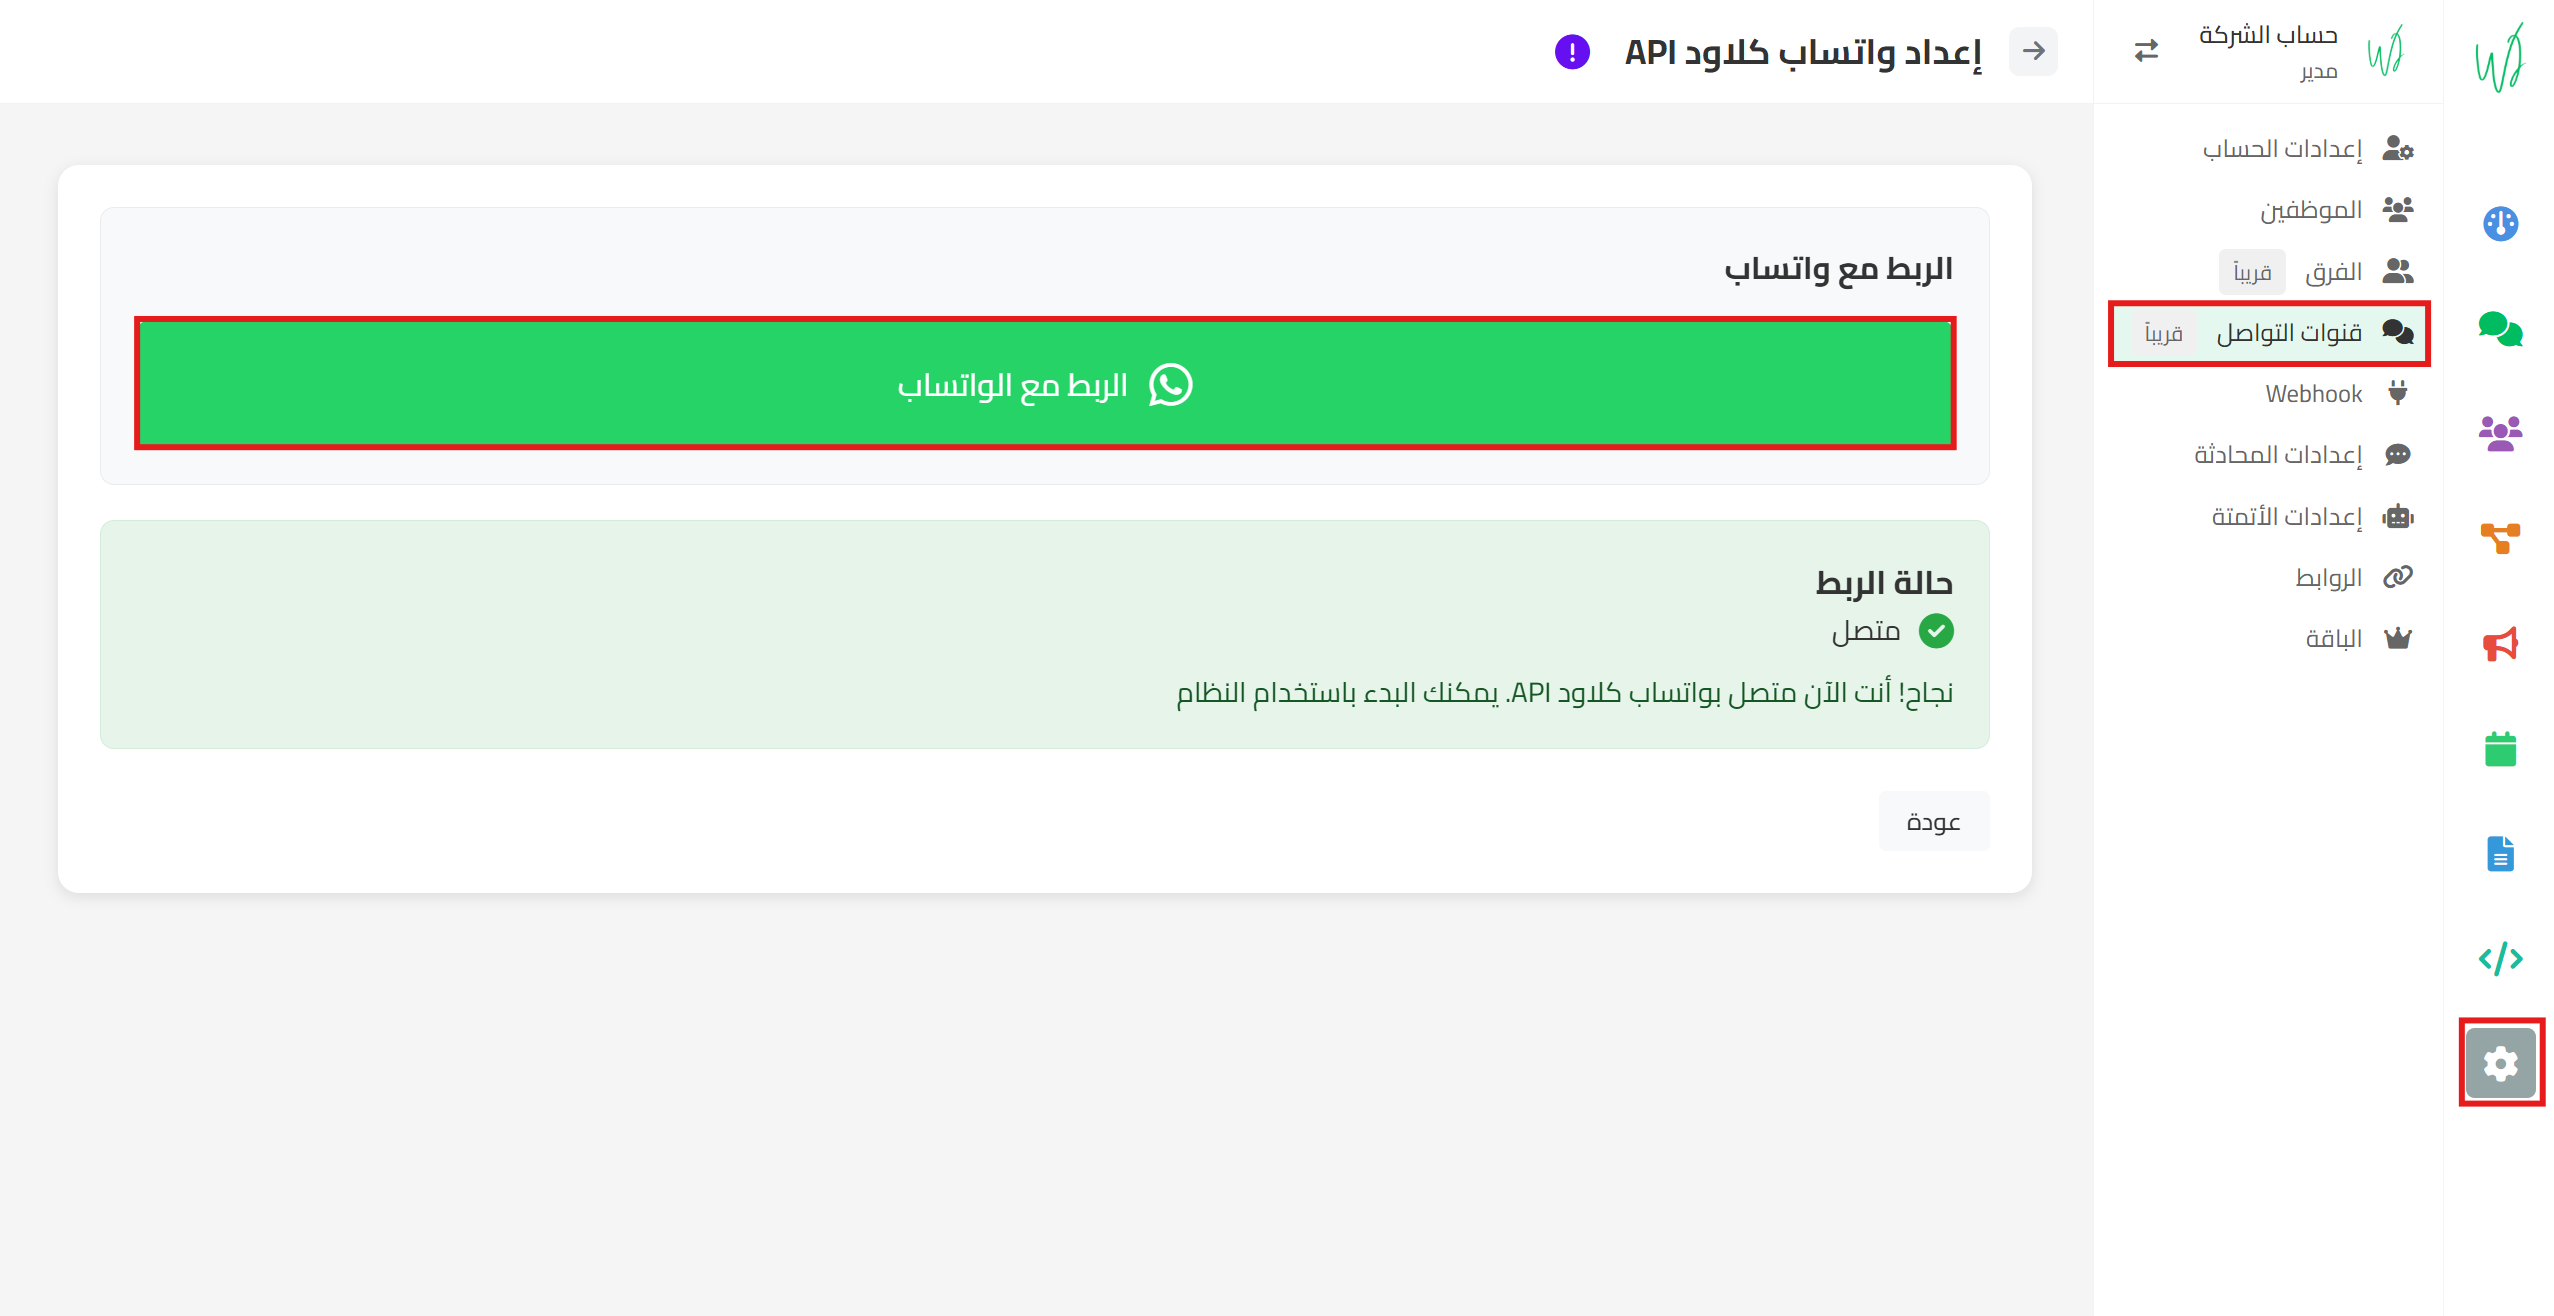 حساب الشركة
مدير
إعدادات الحساب
الموظفين
الفرق قريباً
قنوات التواصل قريباً
Webhook
إعدادات المحادثة
إعدادات الأتمتة
الروابط
الباقة
إعداد واتساب كلاود API
الربط مع واتساب
الربط مع الواتساب
حالة الربط
متصل
نجاح! أنت الآن متصل بواتساب كلاود API. يمكنك البدء باستخدام النظام
عودة